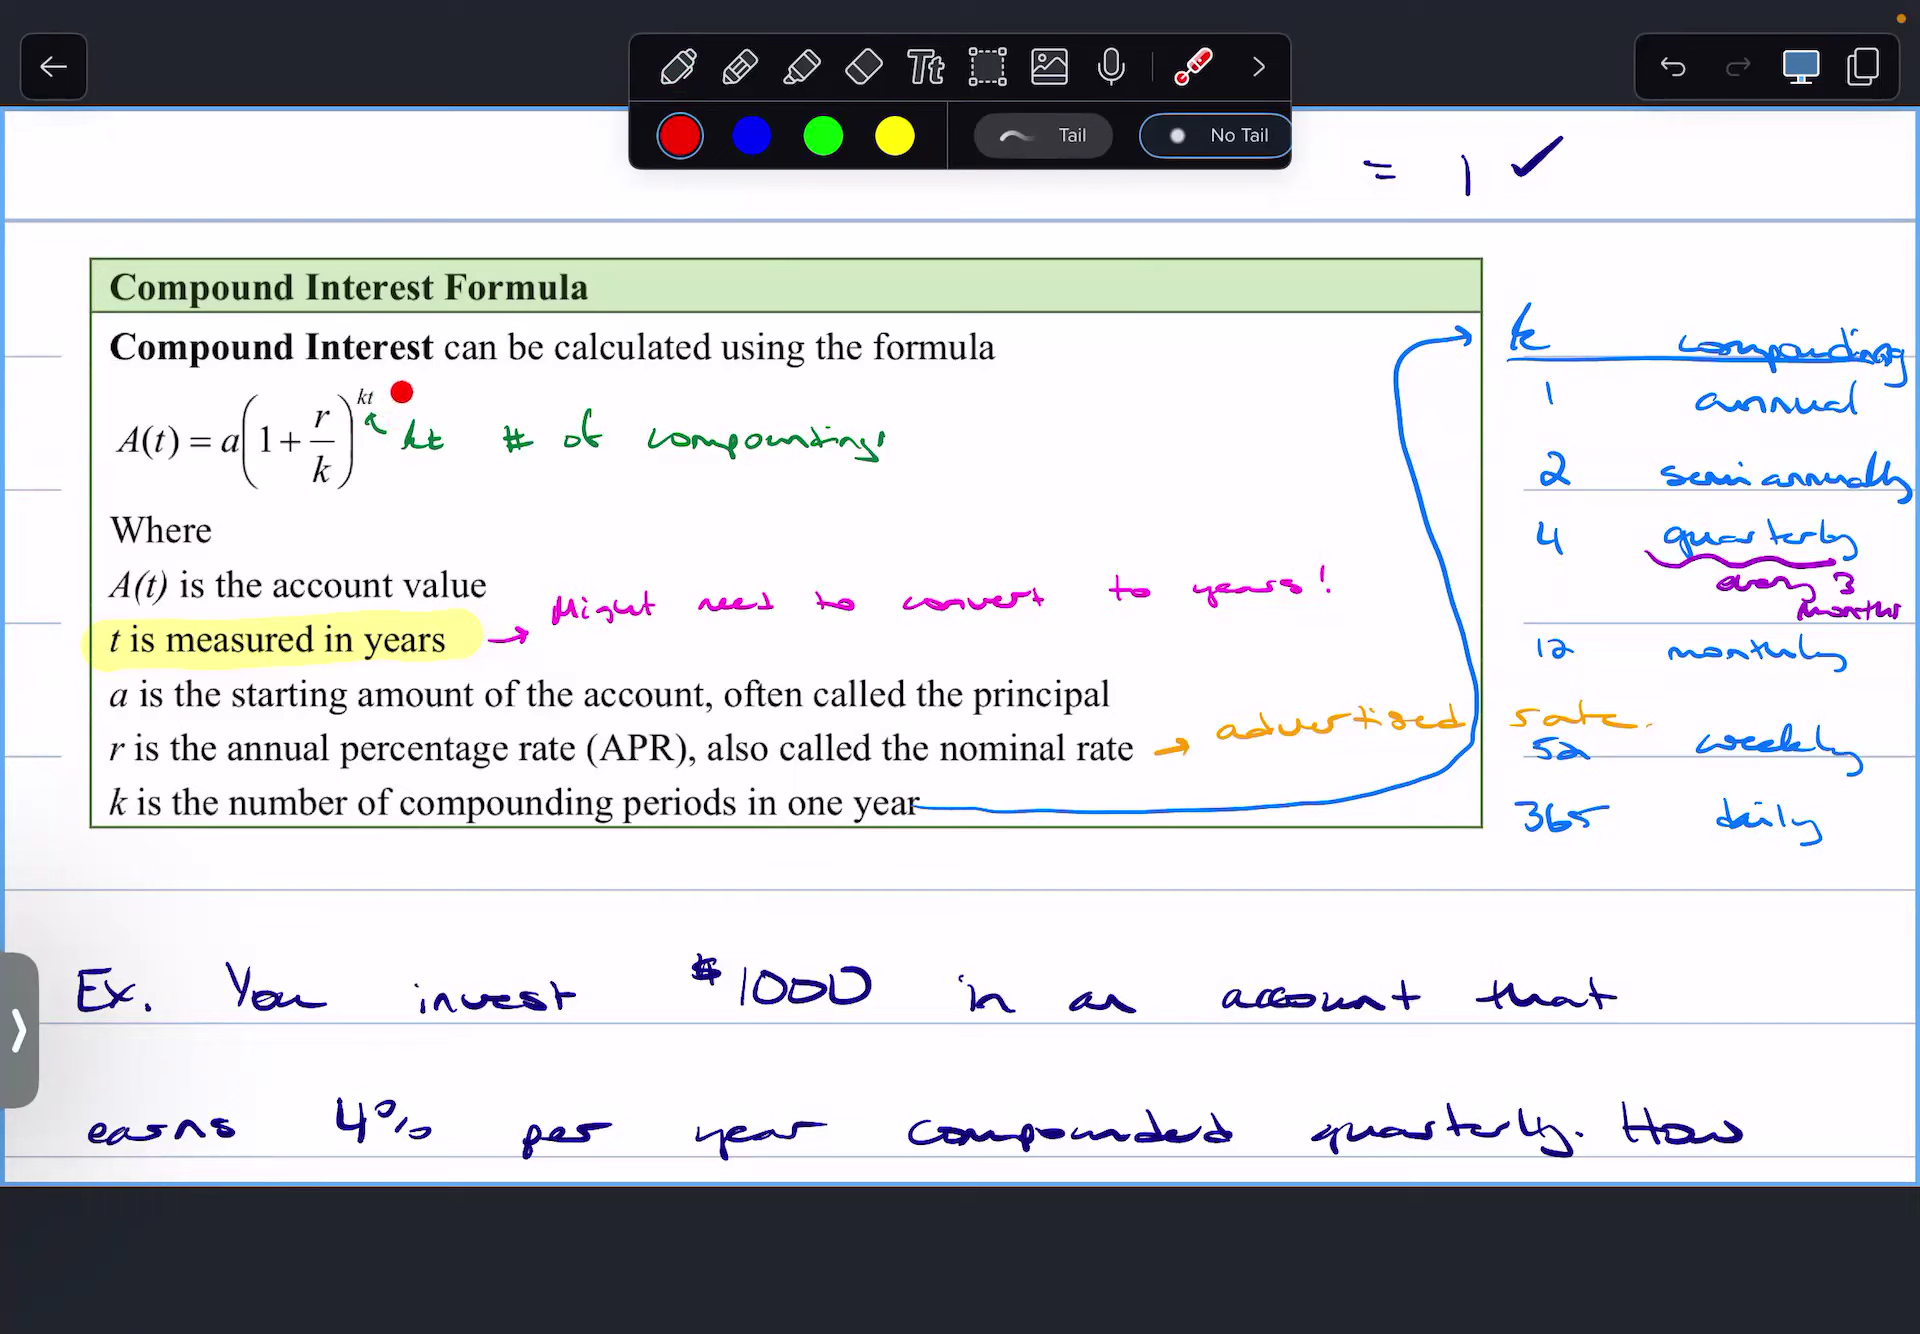 Tt
Tail
No Tail
= 1 ✓
Compound Interest Formula
Compound Interest can be calculated using the formula
A(t) = a(1 + r/k)^kt
kt # of compoundings
Where
A(t) is the account value
t is measured in years → Might need to convert to years!
a is the starting amount of the account, often called the principal
r is the annual percentage rate (APR), also called the nominal rate → advertised rate.
k is the number of compounding periods in one year
k compounding
1 annual
2 semiannually
4 quarterly
every 3
months
12 monthly
52 weekly
365 daily
Ex. You invest $1000 in an account that
earns 4% per year compounded quarterly. How